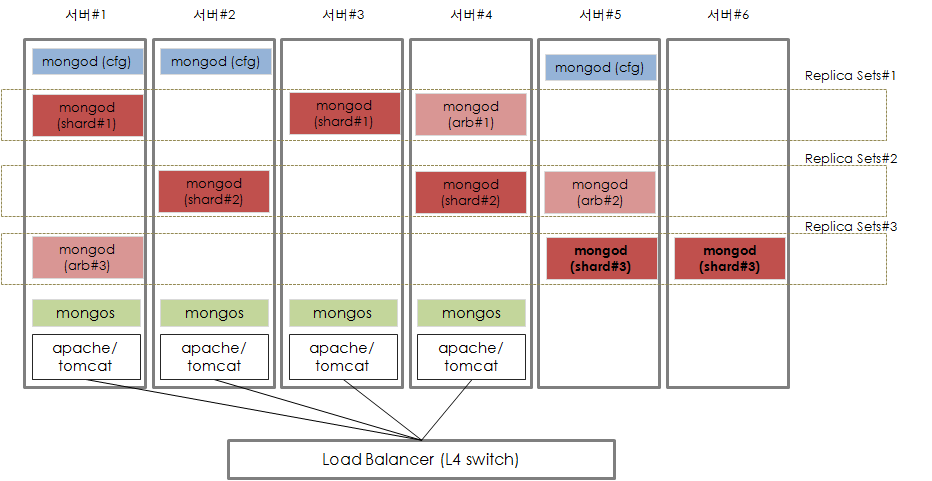 서버#1 서버#2 서버#3 서버#4 서버#5 서버#6
mongod (cfg) mongod (cfg) mongod (cfg)
Replica Sets#1
mongod
(shard#1)
mongod
(shard#1)
mongod
(arb#1)
Replica Sets#2
mongod
(shard#2)
mongod
(shard#2)
mongod
(arb#2)
Replica Sets#3
mongod
(arb#3)
mongod
(shard#3)
mongod
(shard#3)
mongos mongos mongos mongos
apache/
tomcat
apache/
tomcat
apache/
tomcat
apache/
tomcat
Load Balancer (L4 switch)